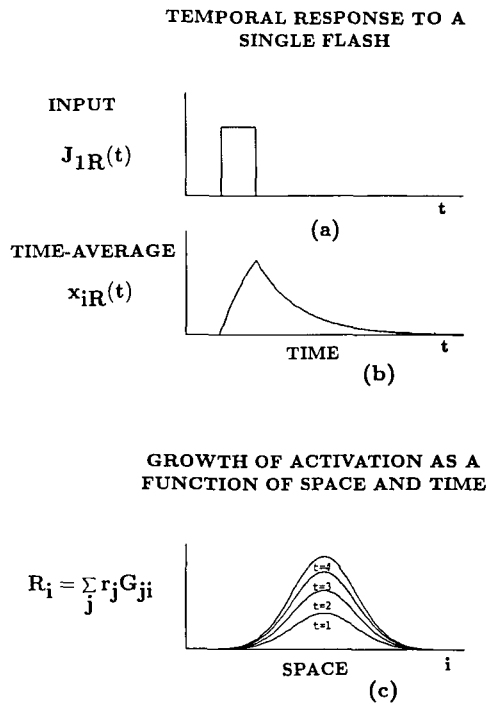 TEMPORAL RESPONSE TO A
SINGLE FLASH
INPUT
J1R(t)
t
(a)
TIME-AVERAGE
xiR(t)
TIME
t
(b)
GROWTH OF ACTIVATION AS A
FUNCTION OF SPACE AND TIME
Ri = Σj rjGji
t=4
t=3
t=2
t=1
SPACE
i
(c)